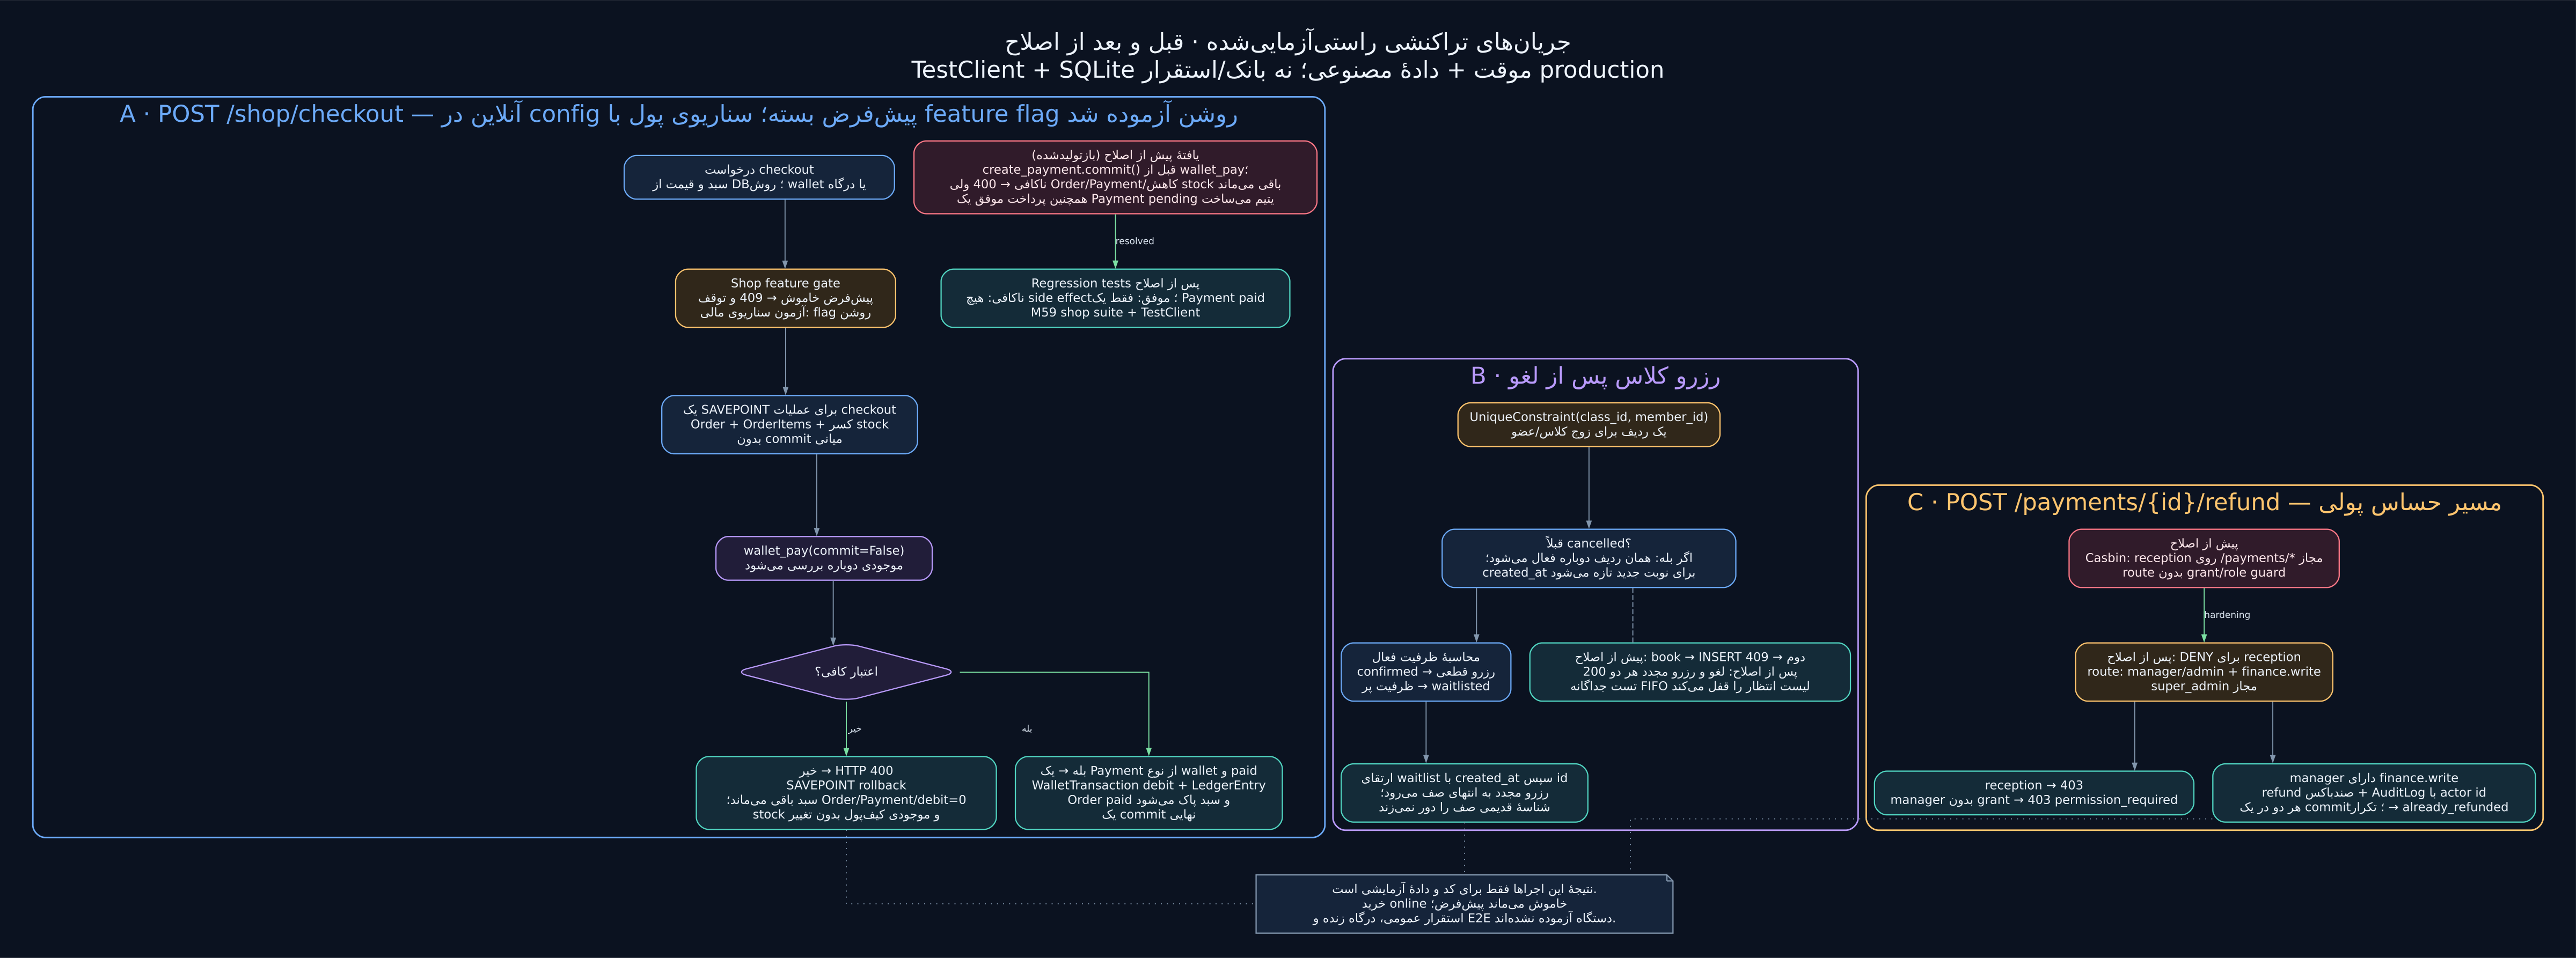 جریان‌های تراکنشی راستی‌آزمایی‌شده · قبل و بعد از اصلاح
TestClient + SQLite موقت + دادهٔ مصنوعی؛ نه بانک/استقرار production
A · POST /shop/checkout — آنلاین در config پیش‌فرض بسته؛ سناریوی پول با feature flag روشن آزموده شد
درخواست checkout
سبد و قیمت از DB؛ روش wallet یا درگاه
یافتهٔ پیش از اصلاح (بازتولیدشده)
create_payment.commit() قبل از wallet_pay؛
ناکافی → 400 ولی Order/Payment/کاهش stock باقی می‌ماند
همچنین پرداخت موفق یک Payment pending یتیم می‌ساخت
resolved
Shop feature gate
پیش‌فرض خاموش → 409 و توقف
آزمون سناریوی مالی: flag روشن
Regression tests پس از اصلاح
ناکافی: هیچ side effect؛ موفق: فقط یک Payment paid
M59 shop suite + TestClient
یک SAVEPOINT برای عملیات checkout
Order + OrderItems + کسر stock
بدون commit میانی
wallet_pay(commit=False)
موجودی دوباره بررسی می‌شود
اعتبار کافی؟
خیر
بله
خیر → HTTP 400
SAVEPOINT rollback
سبد باقی می‌ماند؛ Order/Payment/debit=0
و موجودی کیف‌پول بدون تغییر stock
بله → یک Payment از نوع wallet و paid
WalletTransaction debit + LedgerEntry
Order paid و سبد پاک می‌شود
یک commit نهایی
B · رزرو کلاس پس از لغو
UniqueConstraint(class_id, member_id)
یک ردیف برای زوج کلاس/عضو
قبلاً cancelled؟
اگر بله: همان ردیف دوباره فعال می‌شود؛
created_at برای نوبت جدید تازه می‌شود
محاسبهٔ ظرفیت فعال
confirmed → رزرو قطعی
ظرفیت پر → waitlisted
پیش از اصلاح: book → INSERT دوم → 409
پس از اصلاح: لغو و رزرو مجدد هر دو 200
تست جداگانه FIFO لیست انتظار را قفل می‌کند
ارتقای waitlist با created_at سپس id
رزرو مجدد به انتهای صف می‌رود؛
شناسهٔ قدیمی صف را دور نمی‌زند
C · POST /payments/{id}/refund — مسیر حساس پولی
پیش از اصلاح
Casbin: reception روی /payments/* مجاز
route بدون grant/role guard
hardening
پس از اصلاح: DENY برای reception
route: manager/admin + finance.write
super_admin مجاز
reception → 403
manager بدون grant → 403 permission_required
manager دارای finance.write
refund صندباکس + AuditLog با actor id
هر دو در یک commit؛ تکرار → already_refunded
نتیجهٔ این اجراها فقط برای کد و دادهٔ آزمایشی است.
خرید online خاموش می‌ماند پیش‌فرض؛
استقرار عمومی، درگاه زنده و E2E دستگاه آزموده نشده‌اند.